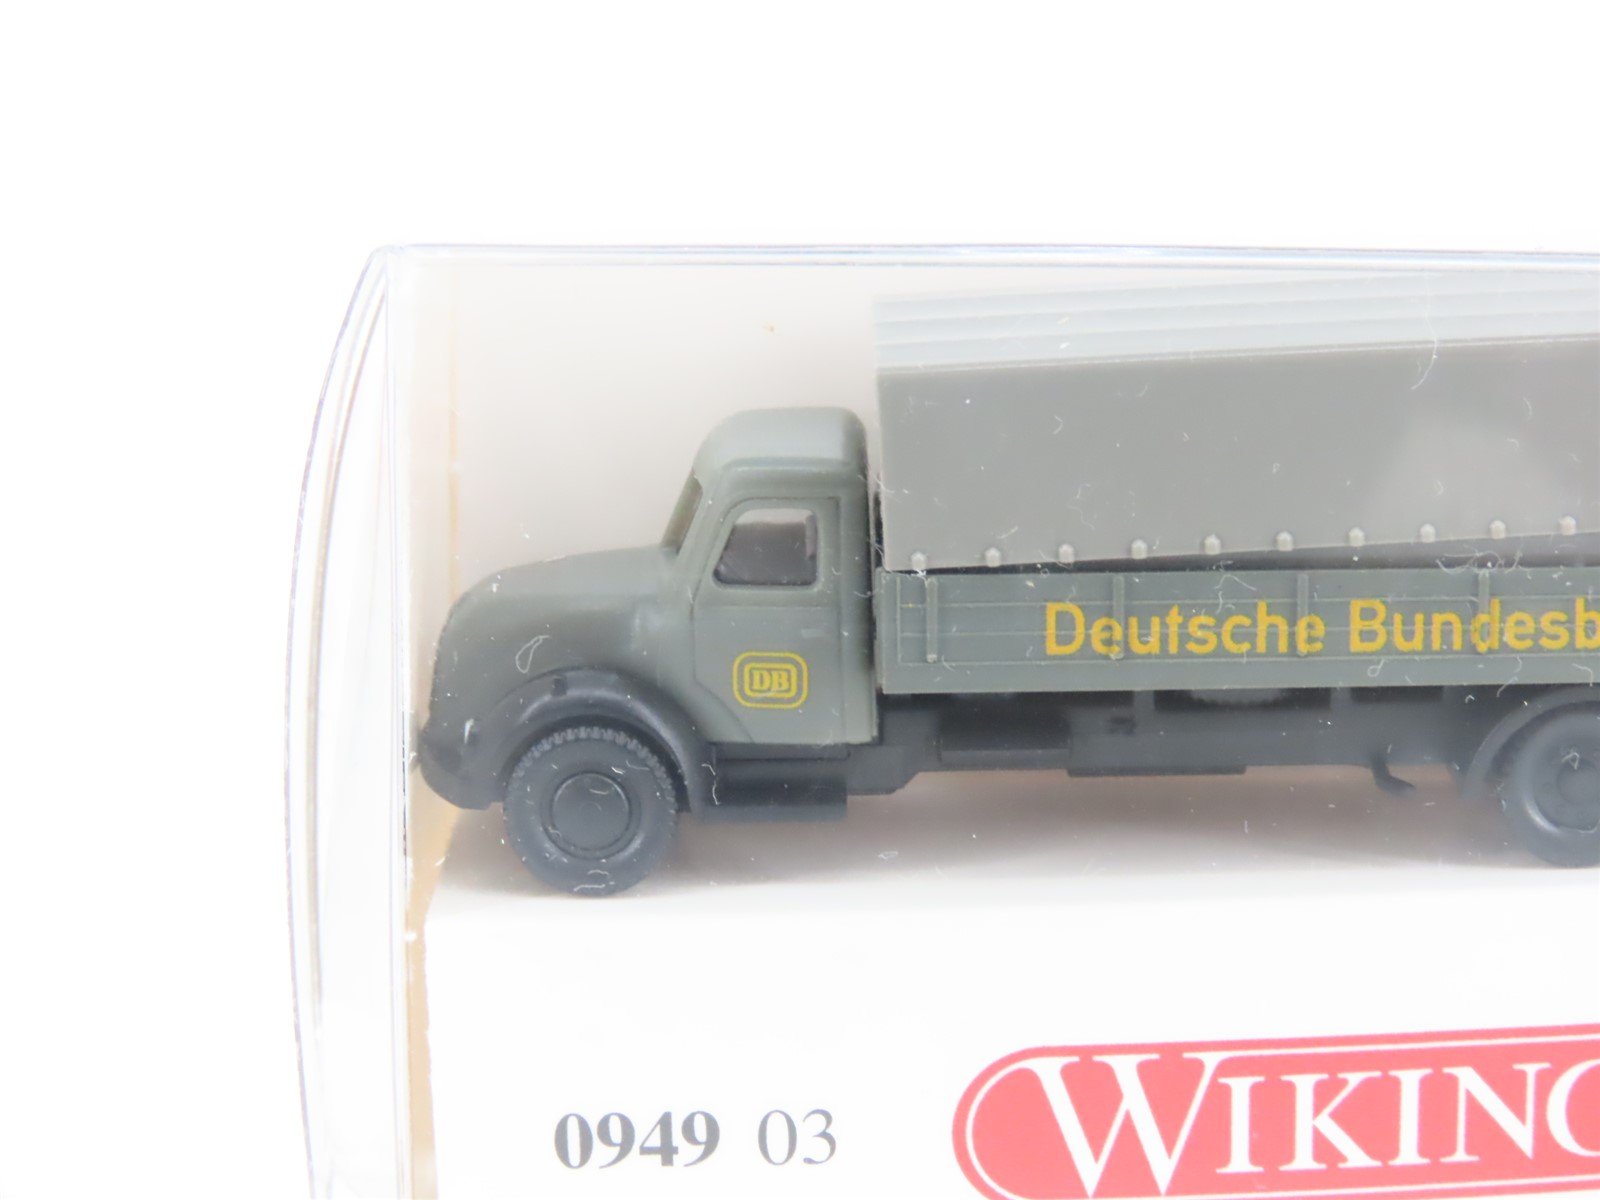 Deutsche Bundesb
DB
0949 03
WIKING